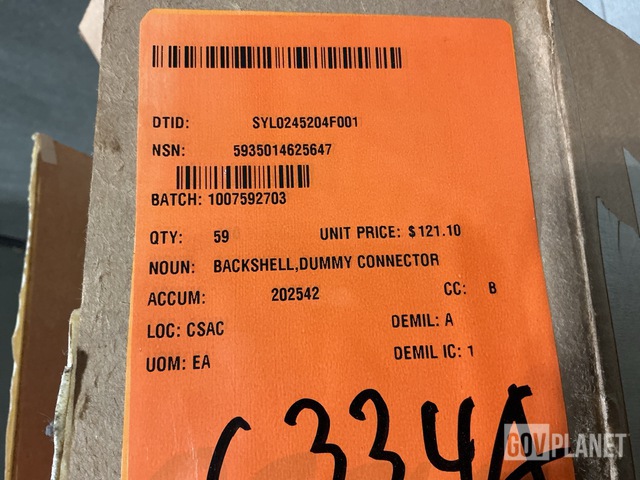 DTID: SYL0245204F001
NSN: 5935014625647
BATCH: 1007592703
QTY: 59 UNIT PRICE: $121.10
NOUN: BACKSHELL,DUMMY CONNECTOR
ACCUM: 202542 CC: B
LOC: CSAC DEMIL: A
UOM: EA DEMIL IC: 1
334A
GOVPLANET